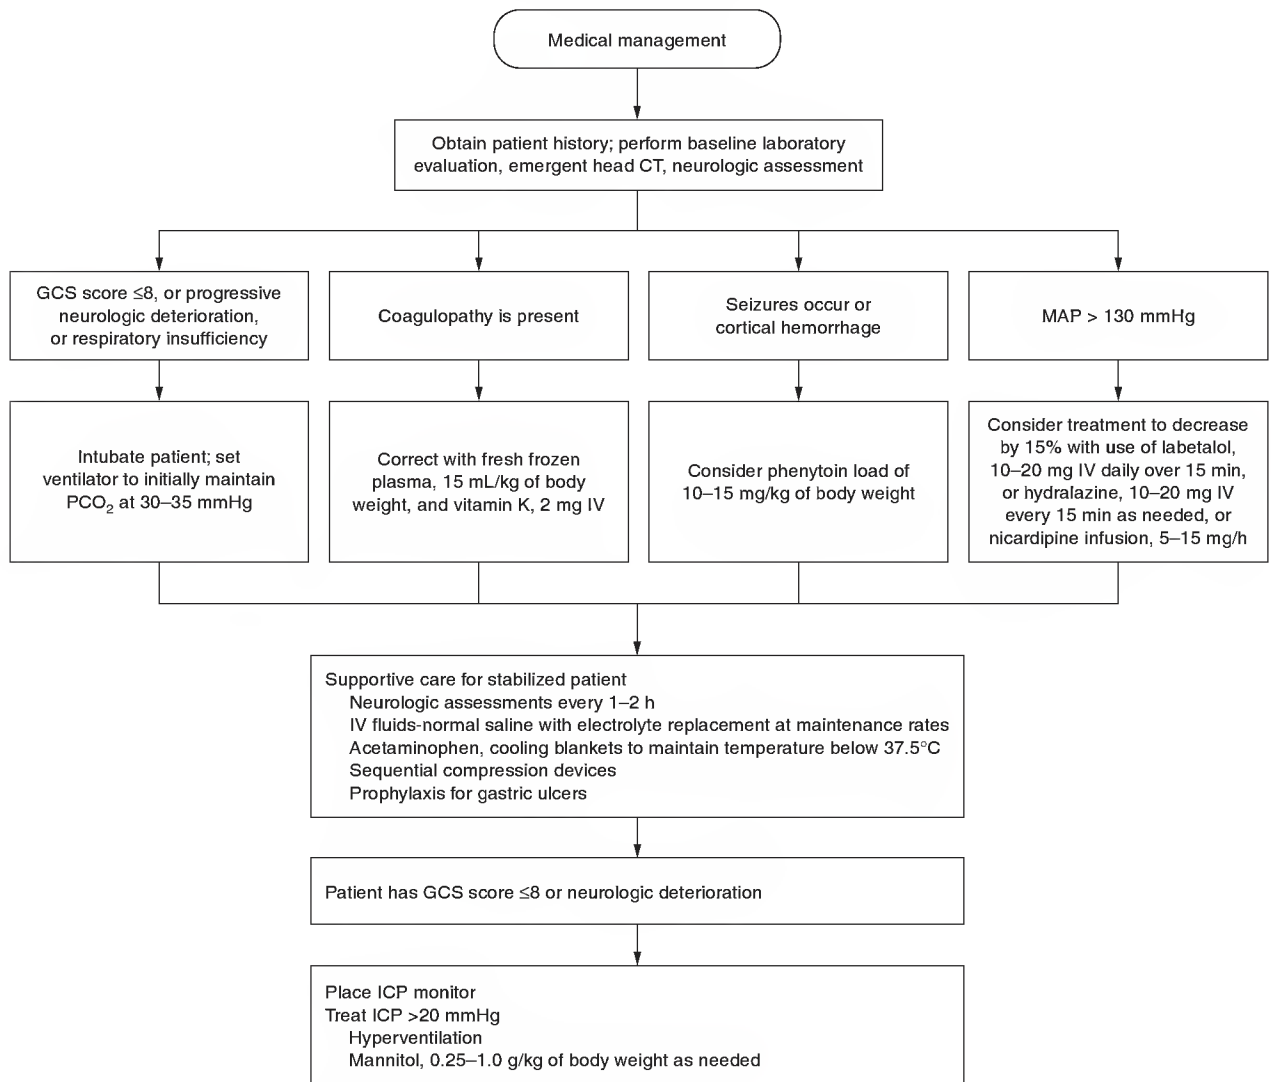 Medical management
Obtain patient history; perform baseline laboratory
evaluation, emergent head CT, neurologic assessment
GCS score ≤8, or progressive
neurologic deterioration,
or respiratory insufficiency
Coagulopathy is present
Seizures occur or
cortical hemorrhage
MAP > 130 mmHg
Intubate patient; set
ventilator to initially maintain
PCO₂ at 30–35 mmHg
Correct with fresh frozen
plasma, 15 mL/kg of body
weight, and vitamin K, 2 mg IV
Consider phenytoin load of
10–15 mg/kg of body weight
Consider treatment to decrease
by 15% with use of labetalol,
10–20 mg IV daily over 15 min,
or hydralazine, 10–20 mg IV
every 15 min as needed, or
nicardipine infusion, 5–15 mg/h
Supportive care for stabilized patient
Neurologic assessments every 1–2 h
IV fluids-normal saline with electrolyte replacement at maintenance rates
Acetaminophen, cooling blankets to maintain temperature below 37.5°C
Sequential compression devices
Prophylaxis for gastric ulcers
Patient has GCS score ≤8 or neurologic deterioration
Place ICP monitor
Treat ICP >20 mmHg
Hyperventilation
Mannitol, 0.25–1.0 g/kg of body weight as needed